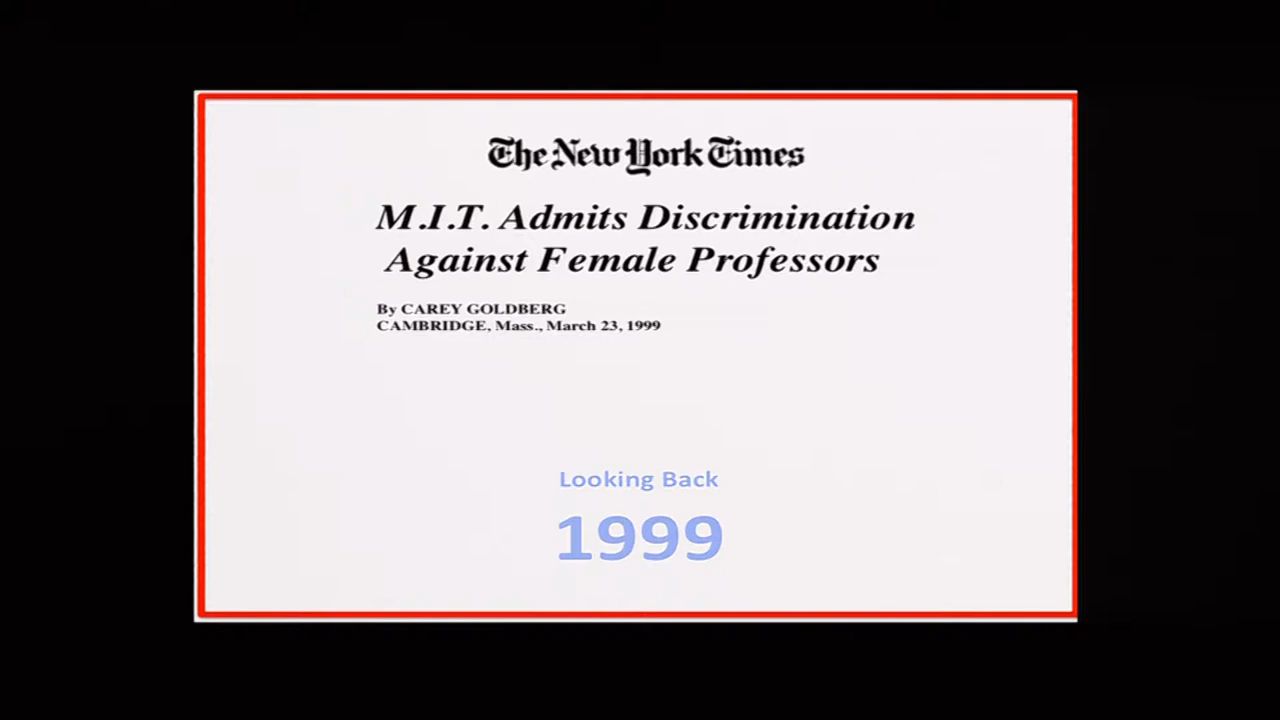 The New York Times
M.I.T. Admits Discrimination
Against Female Professors
By CAREY GOLDBERG
CAMBRIDGE, Mass., March 23, 1999
Looking Back
1999